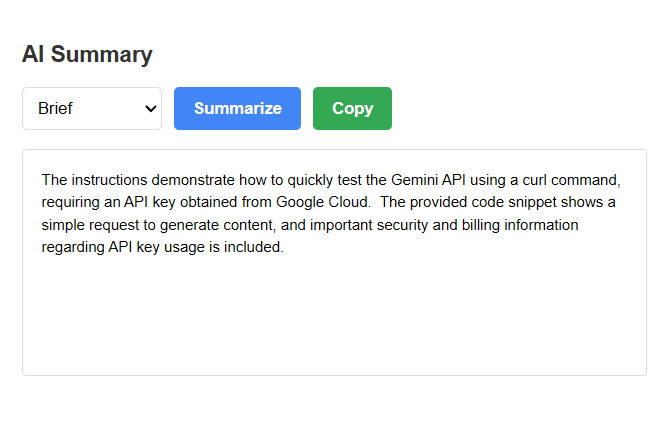 AI Summary
Brief
Summarize
Copy
The instructions demonstrate how to quickly test the Gemini API using a curl command,
requiring an API key obtained from Google Cloud.  The provided code snippet shows a
simple request to generate content, and important security and billing information
regarding API key usage is included.